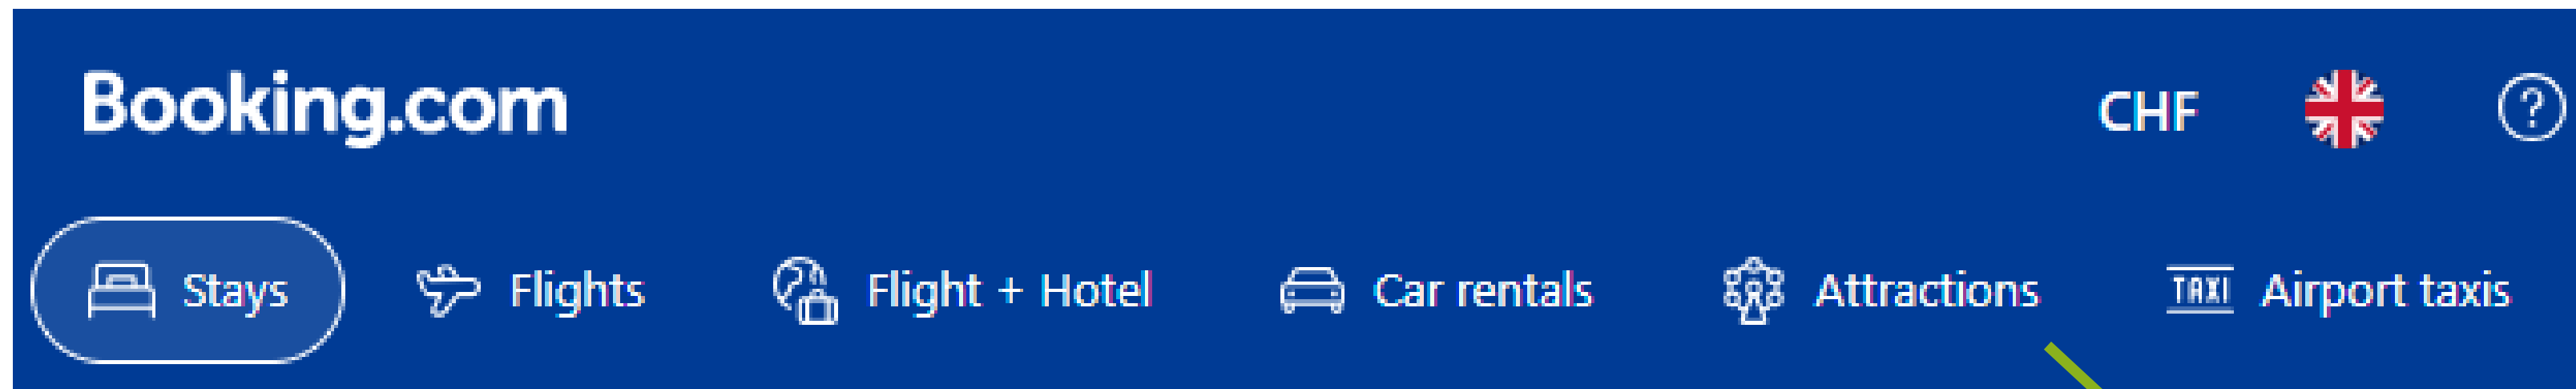 Booking.com CHF ?
Stays Flights Flight + Hotel Car rentals Attractions TAXI Airport taxis